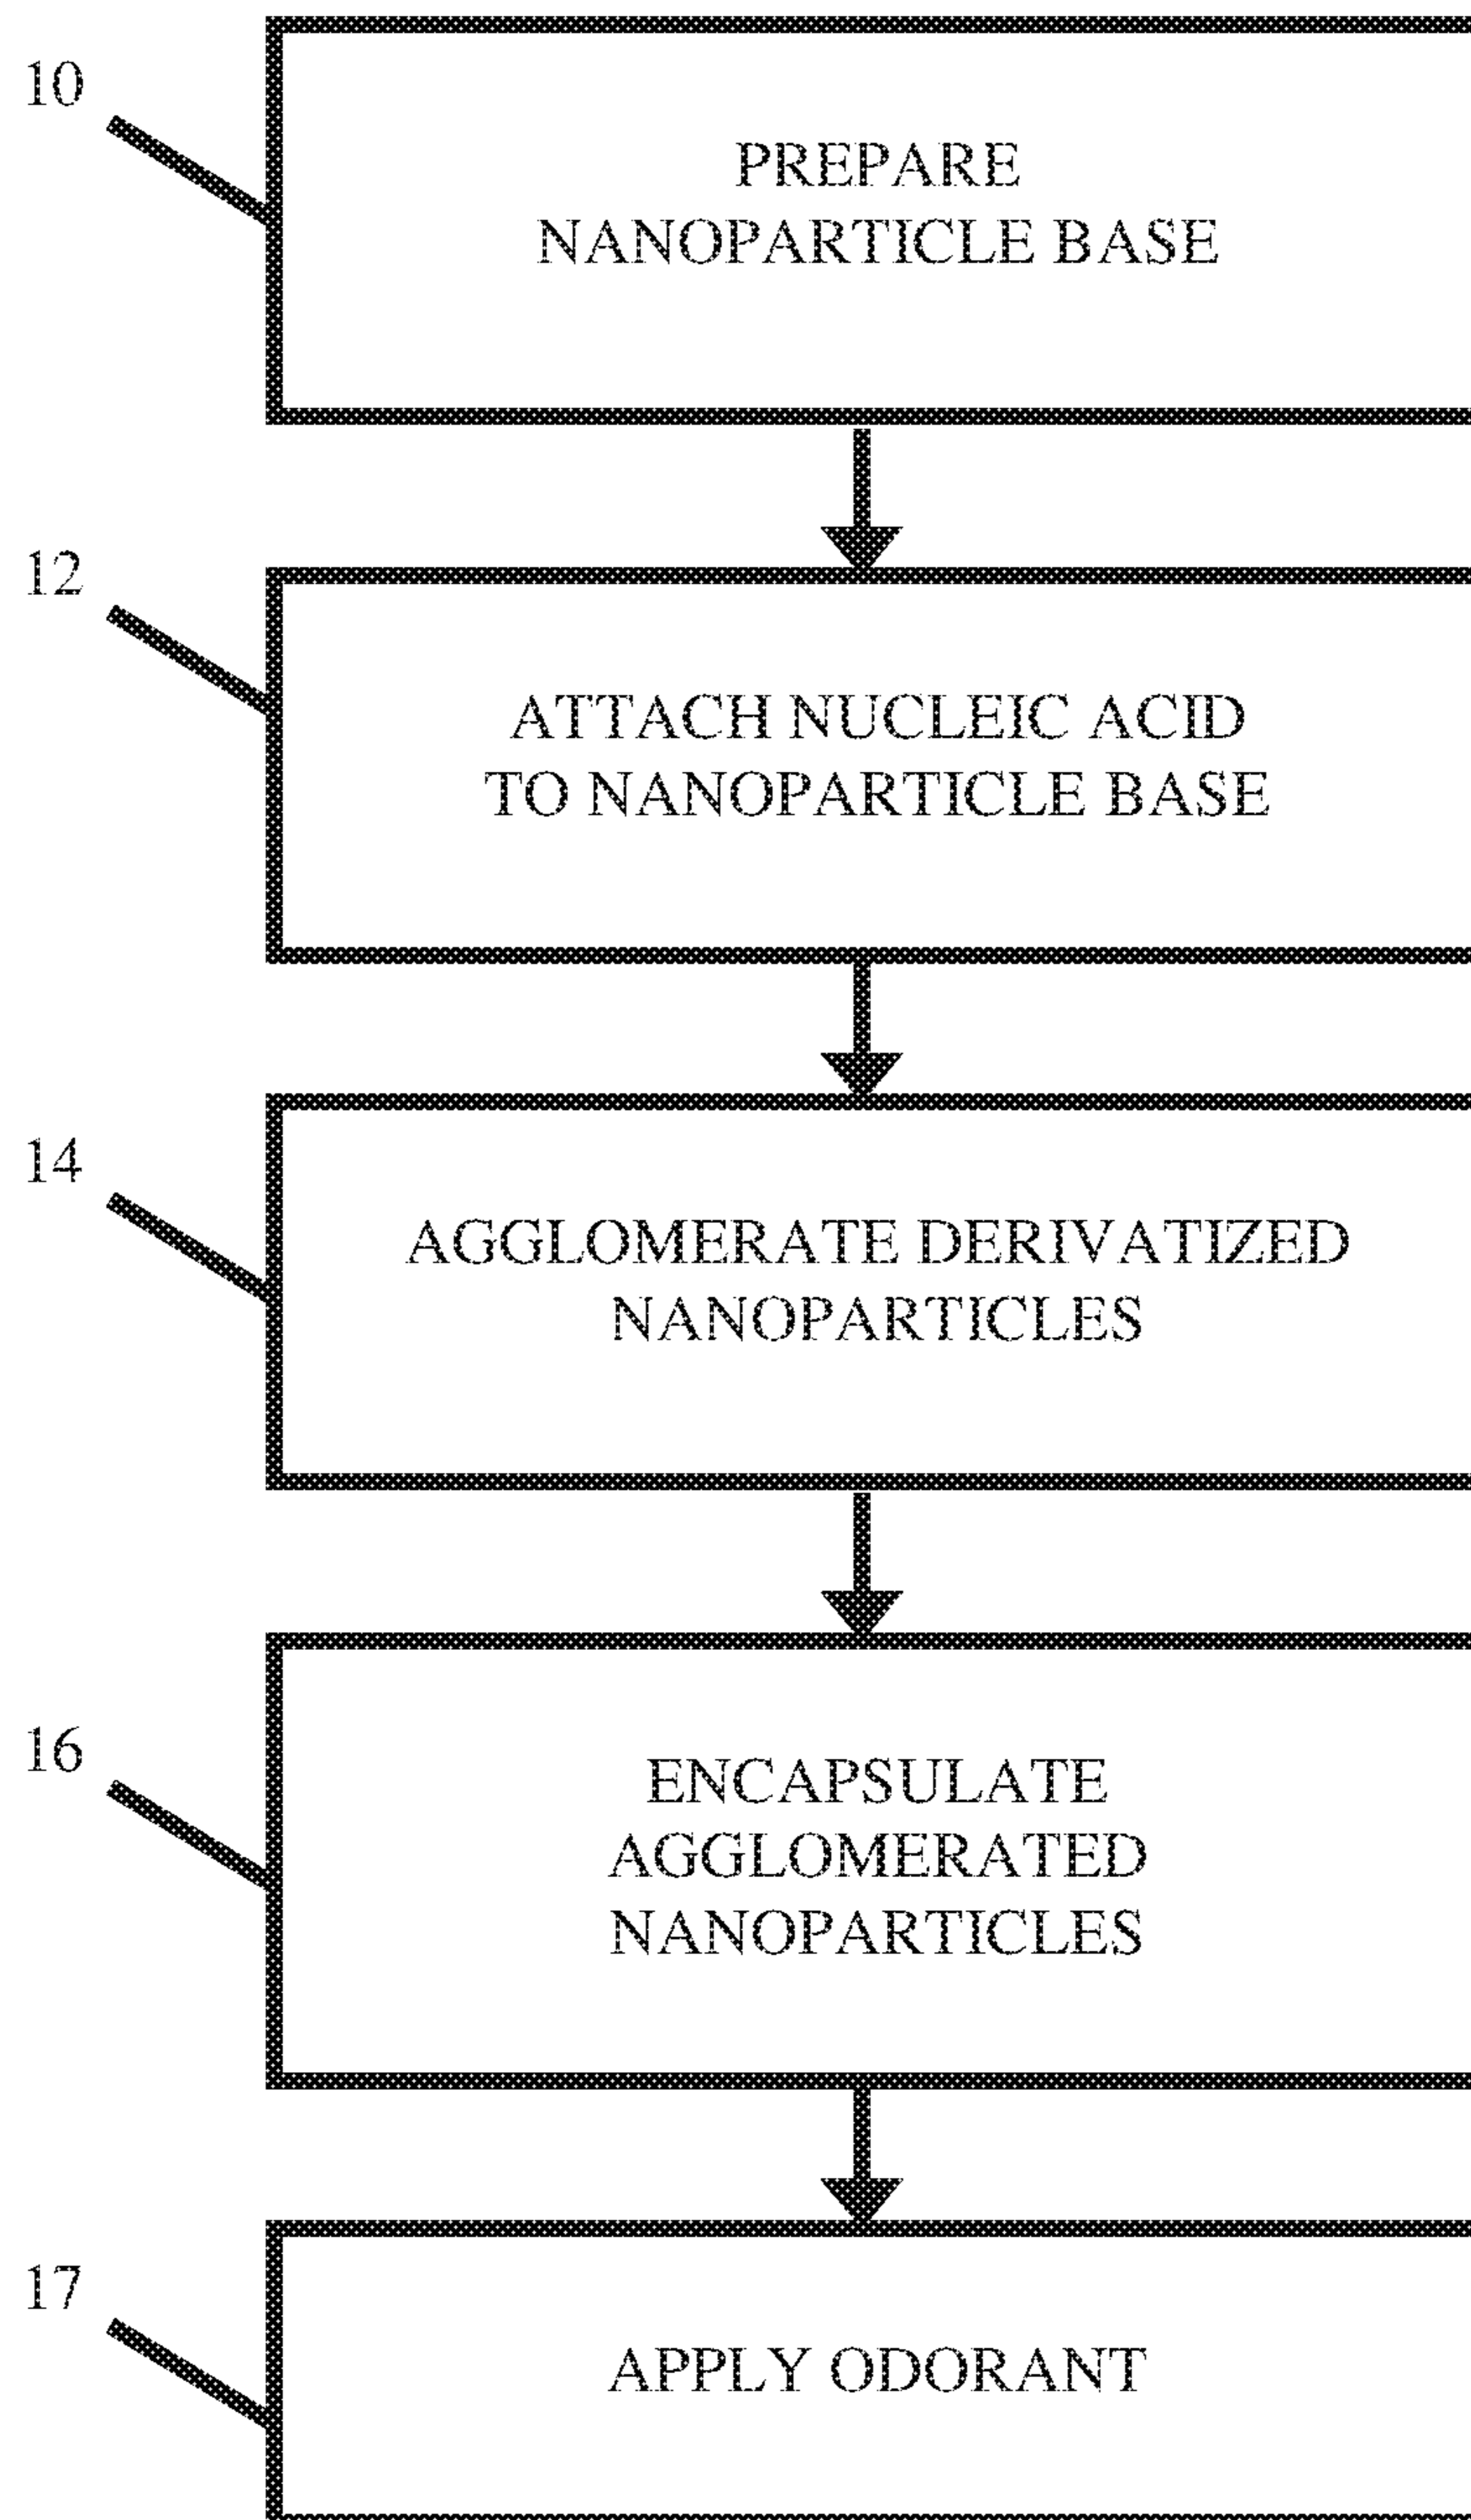 10
PREPARE
NANOPARTICLE BASE
12
ATTACH NUCLEIC ACID
TO NANOPARTICLE BASE
14
AGGLOMERATE DERIVATIZED
NANOPARTICLES
16
ENCAPSULATE
AGGLOMERATED
NANOPARTICLES
17
APPLY ODORANT